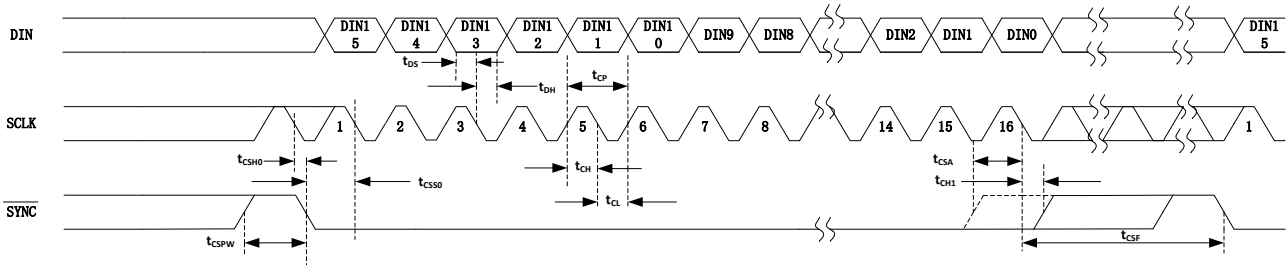 DIN DIN1 5 DIN1 4 DIN1 3 DIN1 2 DIN1 1 DIN1 0 DIN9 DIN8 DIN2 DIN1 DIN0 DIN1 5
tDS tDH tCP
SCLK 1 2 3 4 5 6 7 8 14 15 16 1
tCSH0 tCSS0 tCH tCL tCSA tCH1
SYNC
tCSPW tCSF